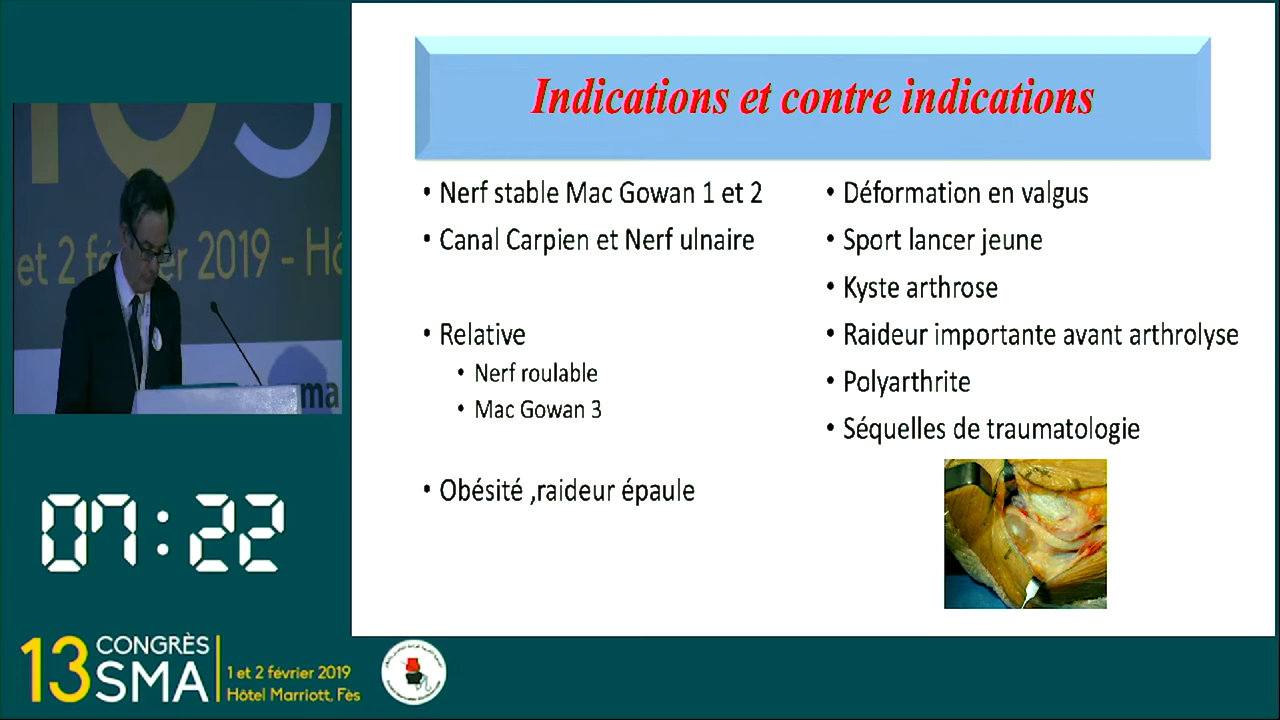 Indications et contre indications
• Nerf stable Mac Gowan 1 et 2
• Canal Carpien et Nerf ulnaire
• Relative
• Nerf roulable
• Mac Gowan 3
• Obésité ,raideur épaule
• Déformation en valgus
• Sport lancer jeune
• Kyste arthrose
• Raideur importante avant arthrolyse
• Polyarthrite
• Séquelles de traumatologie
et 2 février 2019 - Hô
ma
07:22
13 CONGRÈS
SMA
1 et 2 février 2019
Hôtel Marriott, Fès